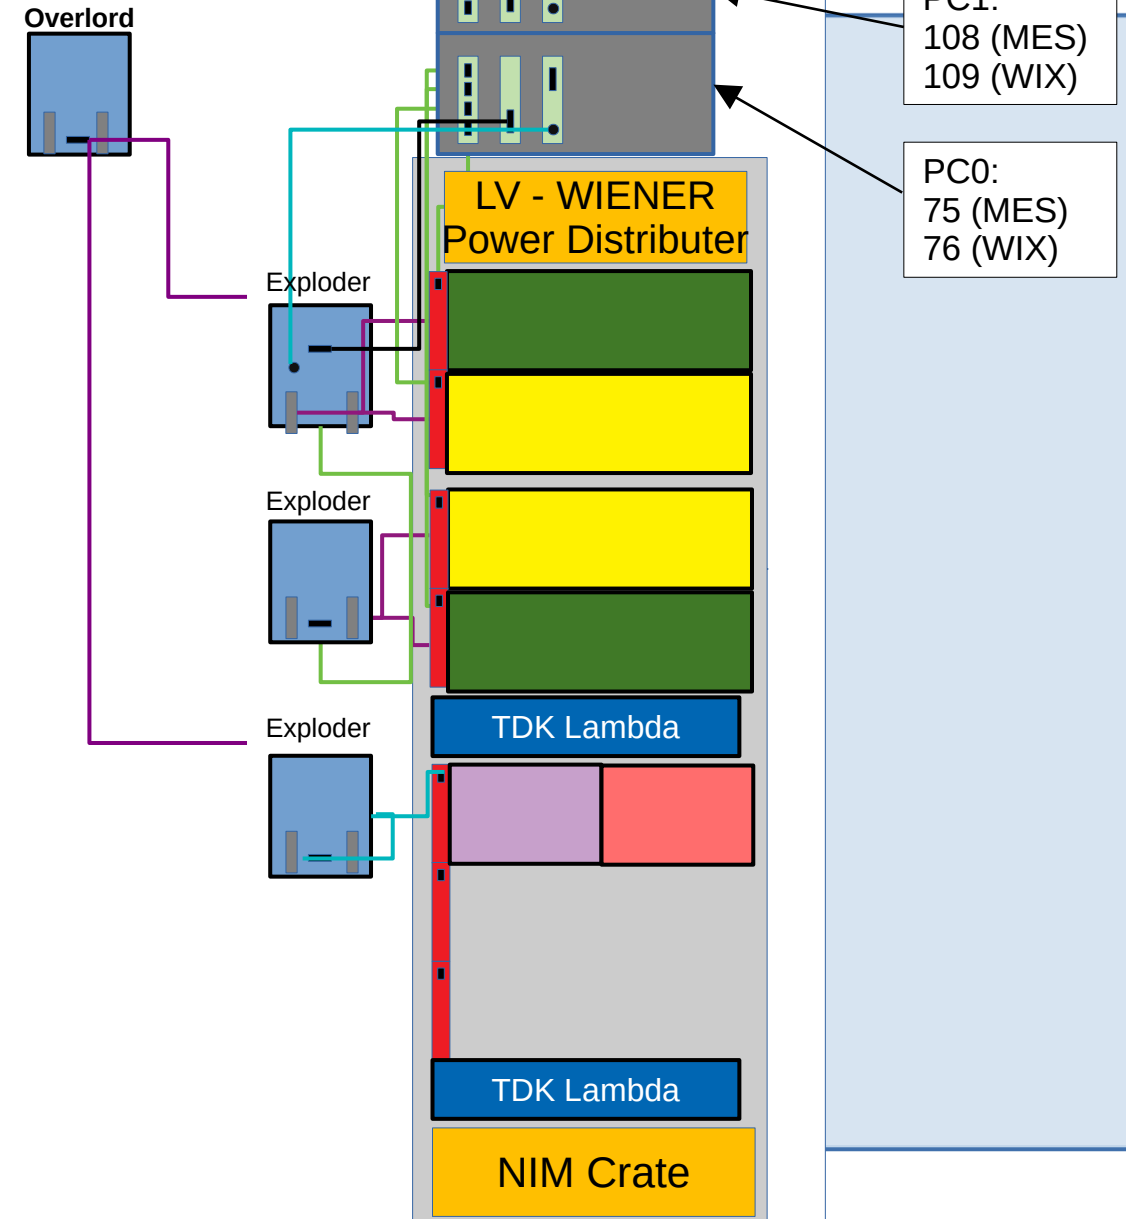 Overlord
PC1:
108 (MES)
109 (WIX)
PC0:
75 (MES)
76 (WIX)
LV - WIENER
Power Distributer
Exploder
Exploder
Exploder
TDK Lambda
TDK Lambda
NIM Crate